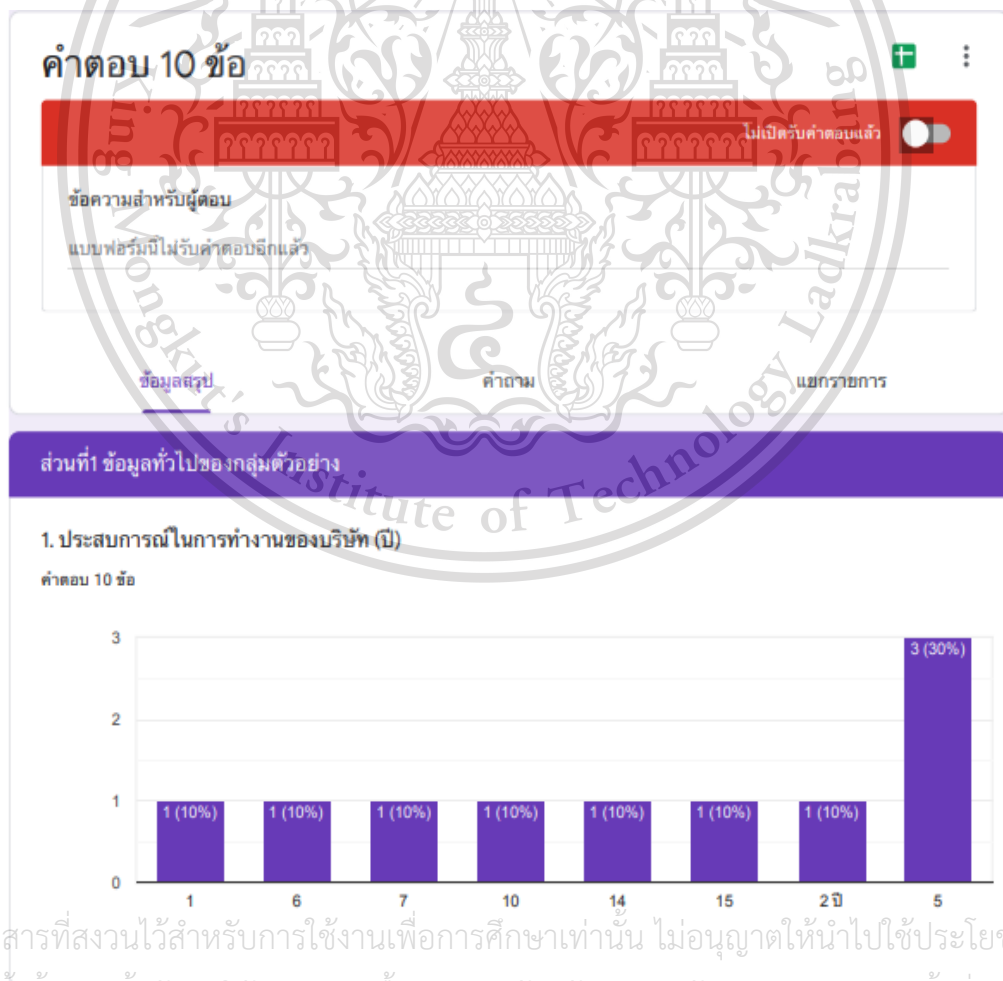 คำตอบ 10 ข้อ
ไม่เปิดรับคำตอบแล้ว
ข้อความสำหรับผู้ตอบ
แบบฟอร์มนี้ไม่รับคำตอบอีกแล้ว
ข้อมูลสรุป คำถาม แยกรายการ
King Mongkut's Institute of Technology Ladkrabang
ส่วนที่1 ข้อมูลทั่วไปของกลุ่มตัวอย่าง
1. ประสบการณ์ในการทำงานของบริษัท (ปี)
คำตอบ 10 ข้อ
3
2
1
0
1 (10%) 1 (10%) 1 (10%) 1 (10%) 1 (10%) 1 (10%) 1 (10%) 3 (30%)
1 6 7 10 14 15 2 ปี 5
สารที่สงวนไว้สำหรับการใช้งานเพื่อการศึกษาเท่านั้น ไม่อนุญาตให้นำไปใช้ประโยช